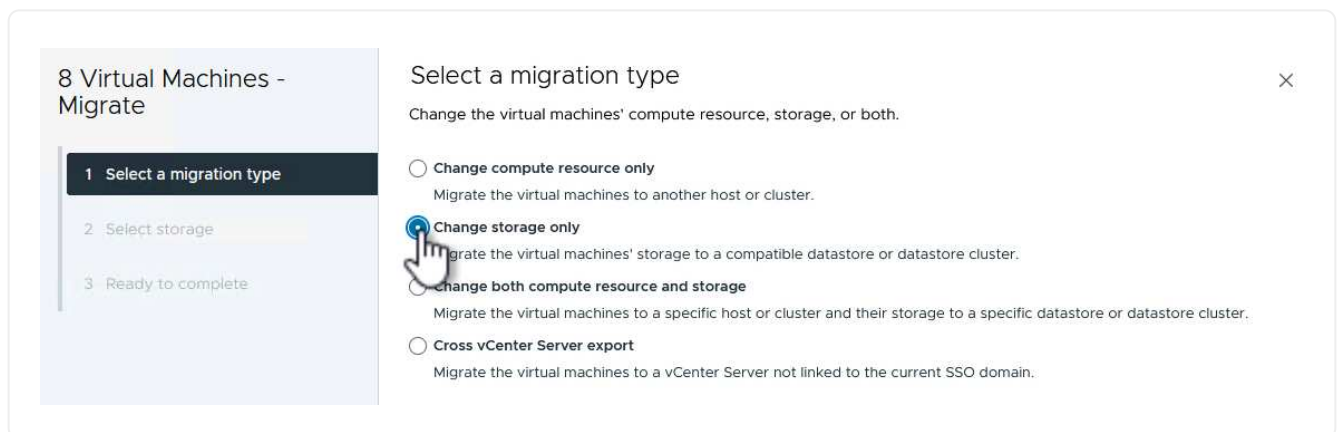 8 Virtual Machines -
Migrate
1 Select a migration type
2 Select storage
3 Ready to complete
Select a migration type
Change the virtual machines' compute resource, storage, or both.
Change compute resource only
Migrate the virtual machines to another host or cluster.
Change storage only
grate the virtual machines' storage to a compatible datastore or datastore cluster.
Change both compute resource and storage
Migrate the virtual machines to a specific host or cluster and their storage to a specific datastore or datastore cluster.
Cross vCenter Server export
Migrate the virtual machines to a vCenter Server not linked to the current SSO domain.